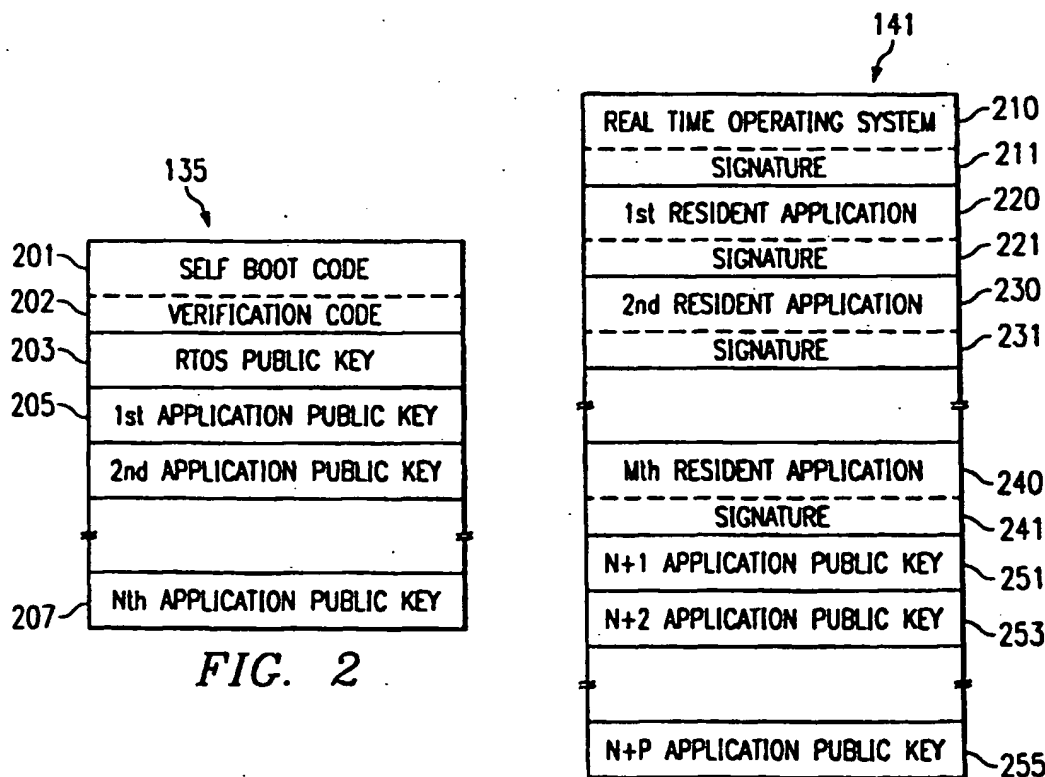 135
201
SELF BOOT CODE
202
VERIFICATION CODE
203
RTOS PUBLIC KEY
205
1st APPLICATION PUBLIC KEY
2nd APPLICATION PUBLIC KEY
207
Nth APPLICATION PUBLIC KEY
FIG. 2
141
REAL TIME OPERATING SYSTEM
210
SIGNATURE
211
1st RESIDENT APPLICATION
220
SIGNATURE
221
2nd RESIDENT APPLICATION
230
SIGNATURE
231
Mth RESIDENT APPLICATION
240
SIGNATURE
241
N+1 APPLICATION PUBLIC KEY
251
N+2 APPLICATION PUBLIC KEY
253
N+P APPLICATION PUBLIC KEY
255